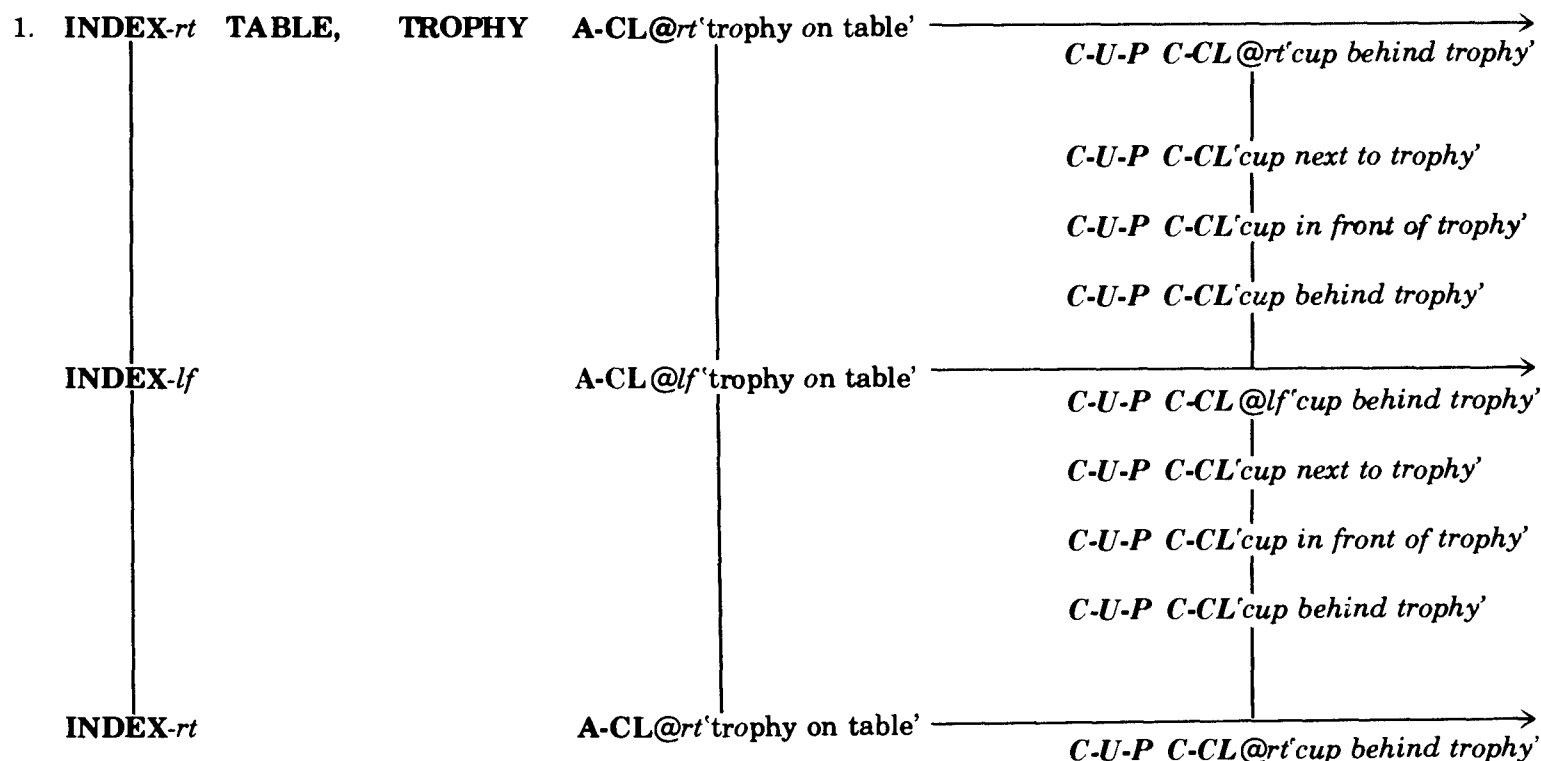 1. INDEX-rt TABLE, TROPHY A-CL@rt‘trophy on table’
C-U-P C-CL@rt‘cup behind trophy’
C-U-P C-CL‘cup next to trophy’
C-U-P C-CL‘cup in front of trophy’
C-U-P C-CL‘cup behind trophy’
INDEX-lf A-CL@lf‘trophy on table’
C-U-P C-CL@lf‘cup behind trophy’
C-U-P C-CL‘cup next to trophy’
C-U-P C-CL‘cup in front of trophy’
C-U-P C-CL‘cup behind trophy’
INDEX-rt A-CL@rt‘trophy on table’
C-U-P C-CL@rt‘cup behind trophy’